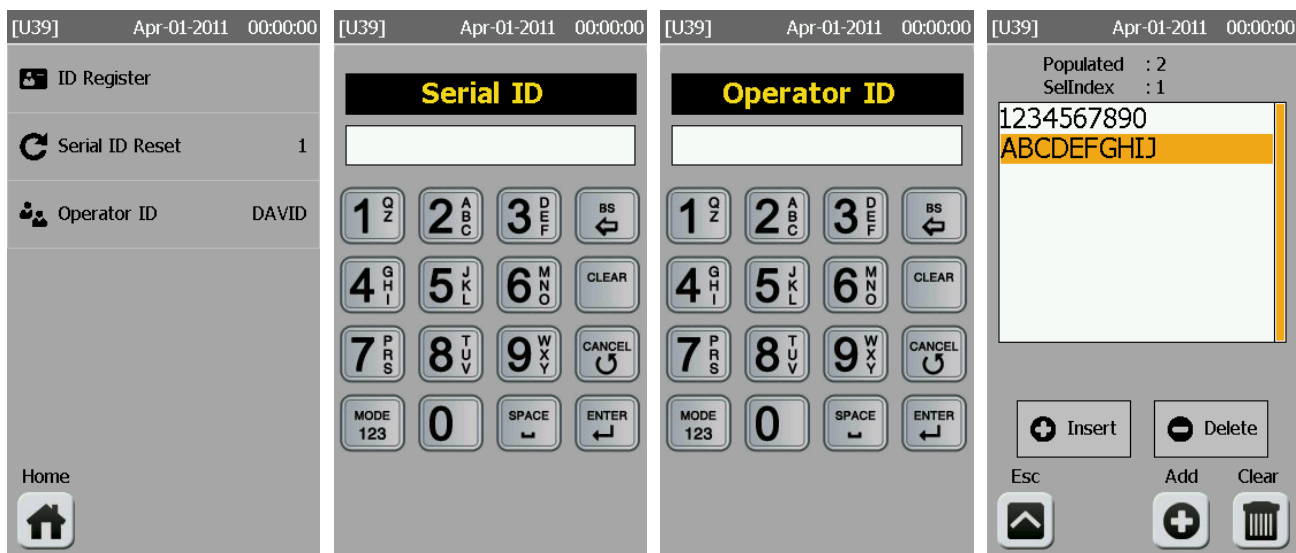 [U39] Apr-01-2011 00:00:00
ID Register
Serial ID Reset 1
Operator ID DAVID
Home
[U39] Apr-01-2011 00:00:00
Serial ID
1 QZ 2 ABC 3 DEF BS
4 GHI 5 JKL 6 MNO CLEAR
7 PRS 8 TUV 9 WXY CANCEL
MODE 123 0 SPACE ENTER
[U39] Apr-01-2011 00:00:00
Operator ID
1 QZ 2 ABC 3 DEF BS
4 GHI 5 JKL 6 MNO CLEAR
7 PRS 8 TUV 9 WXY CANCEL
MODE 123 0 SPACE ENTER
[U39] Apr-01-2011 00:00:00
Populated : 2
SelIndex : 1
1234567890
ABCDEFGHIJ
Insert Delete
Esc Add Clear